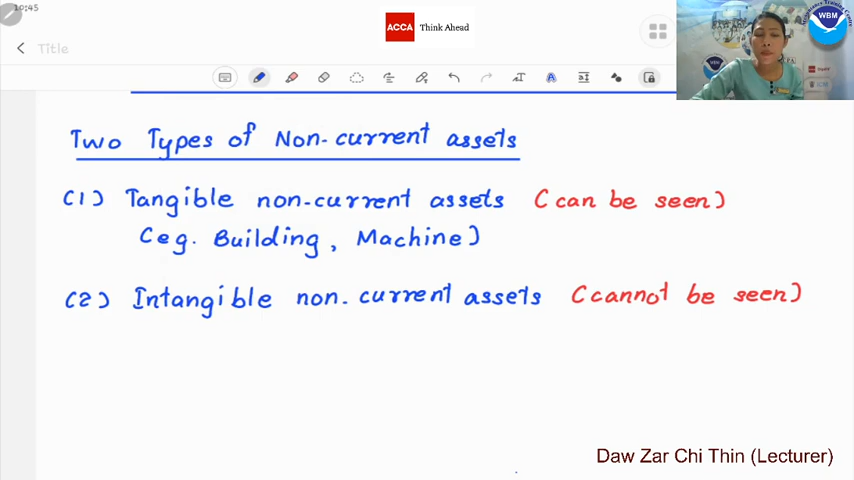 10:45
ACCA Think Ahead
WBM
Title
Two Types of Non-current assets
(1) Tangible non-current assets (can be seen)
(eg. Building, Machine)
(2) Intangible non-current assets (cannot be seen)
Daw Zar Chi Thin (Lecturer)